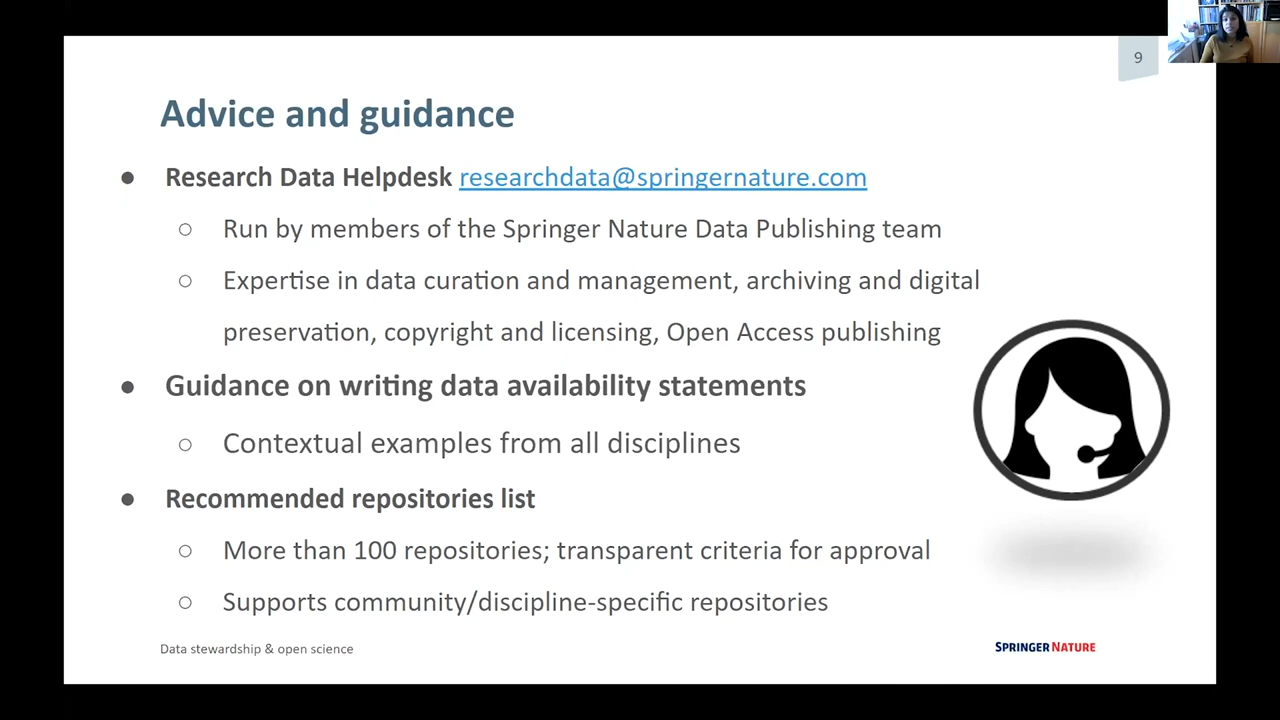 9
Advice and guidance
● Research Data Helpdesk researchdata@springernature.com
○ Run by members of the Springer Nature Data Publishing team
○ Expertise in data curation and management, archiving and digital
preservation, copyright and licensing, Open Access publishing
● Guidance on writing data availability statements
○ Contextual examples from all disciplines
● Recommended repositories list
○ More than 100 repositories; transparent criteria for approval
○ Supports community/discipline-specific repositories
Data stewardship & open science
SPRINGER NATURE